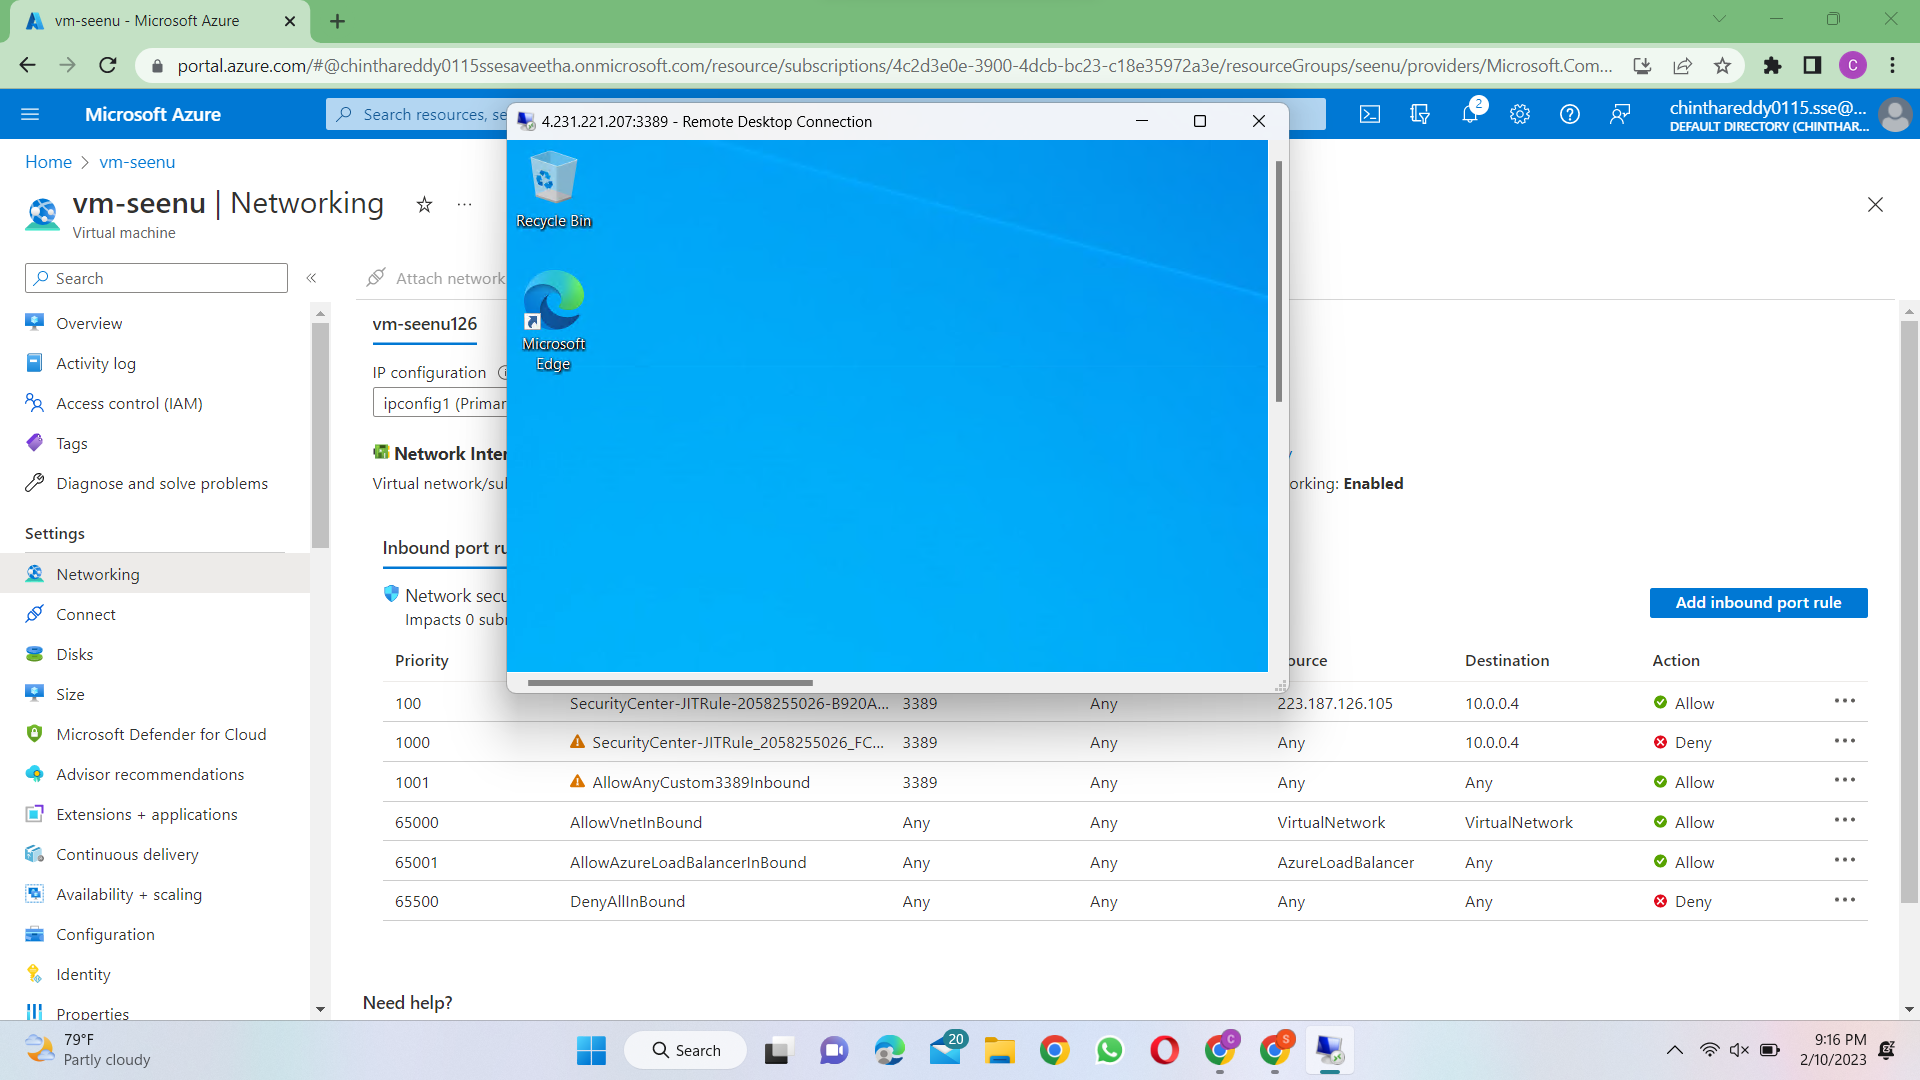 vm-seenu - Microsoft Azure
portal.azure.com/#@chinthareddy0115ssesaveetha.onmicrosoft.com/resource/subscriptions/4c2d3e0e-3900-4dcb-bc23-c18e35972a3e/resourceGroups/seenu/providers/Microsoft.Com...
C
Microsoft Azure
Search resources, se
2
chinthareddy0115.sse@...
DEFAULT DIRECTORY (CHINTHAR...
4.231.221.207:3389 - Remote Desktop Connection
Home > vm-seenu
vm-seenu | Networking
Virtual machine
Recycle Bin
Microsoft
Edge
Search
Attach network
Overview
Activity log
Access control (IAM)
Tags
Diagnose and solve problems
Settings
Networking
Connect
Disks
Size
Microsoft Defender for Cloud
Advisor recommendations
Extensions + applications
Continuous delivery
Availability + scaling
Configuration
Identity
Properties
vm-seenu126
IP configuration
ipconfig1 (Primar
Network Inter
Virtual network/su
orking: Enabled
Inbound port ru
Network secu
Impacts 0 sub
Add inbound port rule
Priority ource Destination Action
100 SecurityCenter-JITRule-2058255026-B920A... 3389 Any 223.187.126.105 10.0.0.4 Allow
1000 SecurityCenter-JITRule_2058255026_FC... 3389 Any Any 10.0.0.4 Deny
1001 AllowAnyCustom3389Inbound 3389 Any Any Any Allow
65000 AllowVnetInBound Any Any VirtualNetwork VirtualNetwork Allow
65001 AllowAzureLoadBalancerInBound Any Any AzureLoadBalancer Any Allow
65500 DenyAllInBound Any Any Any Any Deny
Need help?
79°F
Partly cloudy
Search
20
C
S
9:16 PM
2/10/2023